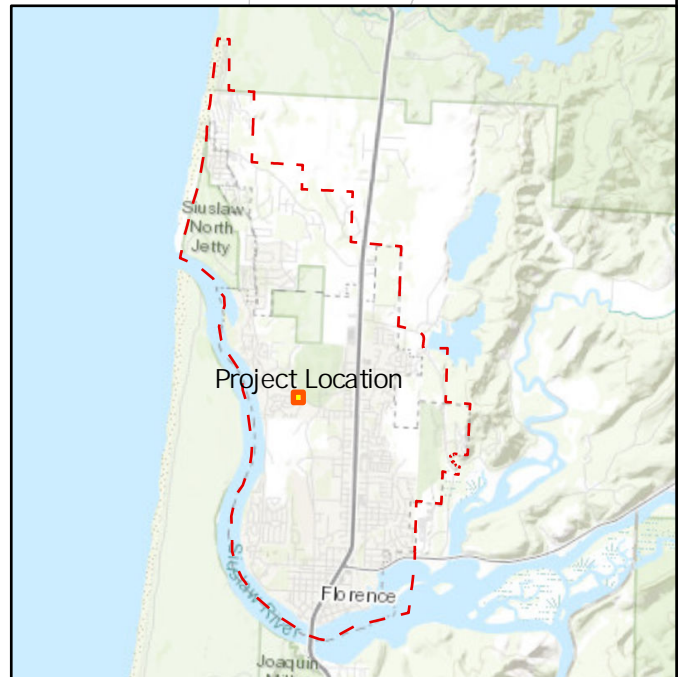 Siuslaw
North
Jetty
Project Location
Siuslaw River
Florence
Joaquin